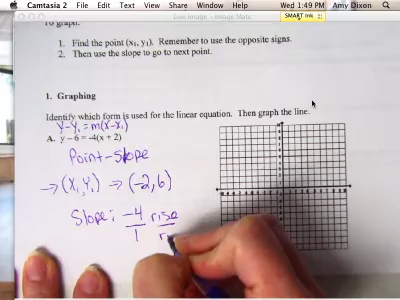 Camtasia 2 File Edit View Play Share Window Help Wed 1:49 PM Amy Dixon
Live Image - Image Mate
SMART Ink
To graph:
1. Find the point (x₁, y₁). Remember to use the opposite signs.
2. Then use the slope to go to next point.
1. Graphing
Identify which form is used for the linear equation. Then graph the line.
y-y₁ = m(x-x₁)
A. y – 6 = -4(x + 2)
Point-Slope
→ (x₁, y₁) → (-2, 6)
Slope: -4/1 rise/r